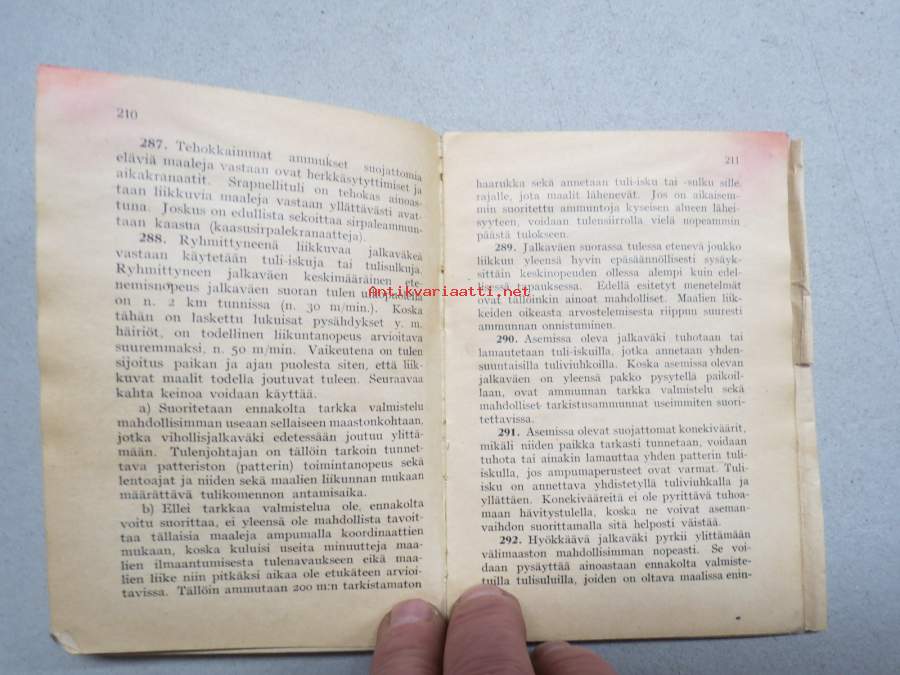 210
287. Tehokkaimmat ammukset suojattomia
eläviä maaleja vastaan ovat herkkäsytyttimiset ja
aikakranaatit. Srapnellituli on tehokas ainoas-
taan liikkuvia maaleja vastaan yllättävästi avat-
tuna. Joskus on edullista sekoittaa sirpaleammun-
taan kaasua (kaasusirpalekranaatteja).
288. Ryhmittyneenä liikkuvaa jalkaväkeä
vastaan käytetään tuli-iskuja tai tulisulkuja.
Ryhmittyneen jalkaväen keskimääräinen ete-
nemisnopeus jalkaväen suoran tulen ulkopuolella
on n. 2 km tunnissa (n. 30 m/min.). Koska
tähän on laskettu lukuisat pysähdykset y. m.
häiriöt, on todellinen liikuntanopeus arvioitava
suuremmaksi, n. 50 m/min. Vaikeutena on tulen
sijoitus paikan ja ajan puolesta siten, että liik-
kuvat maalit todella joutuvat tuleen. Seuraavaa
kahta keinoa voidaan käyttää.
a) Suoritetaan ennakolta tarkka valmistelu
mahdollisimman useaan sellaiseen maastonkohtaan,
jotka vihollisjalkaväki edetessään joutuu ylittä-
mään. Tulenjohtajan on tällöin tarkoin tunnet-
tava patteriston (patterin) toimintanopeus sekä
lentoajat ja niiden sekä maalien liikunnan mukaan
määrättävä tulikomennon antamisaika.
b) Ellei tarkkaa valmistelua ole ennakolta
voitu suorittaa, ei yleensä ole mahdollista tavoit-
taa tällaisia maaleja ampumalla koordinaattien
mukaan, koska kuluisi useita minuutteja maa-
lien ilmaantumisesta tulenavaukseen eikä maa-
lien liike niin pitkäksi aikaa ole etukäteen arvioi-
tavissa. Tällöin ammutaan 200 m:n tarkistamaton
211
haarukka sekä annetaan tuli-isku tai -sulku sille
rajalle, jota maalit lähenevät. Jos on aikaisem-
min suoritettu ammuntoja kyseisen alueen lähei-
syyteen, voidaan tulensiirrolla vielä nopeammin
päästä tulokseen.
289. Jalkaväen suorassa tulessa etenevä joukko
liikkuu yleensä hyvin epäsäännöllisesti sysäyk-
sittäin keskinopeuden ollessa alempi kuin edel-
lisessä tapauksessa. Edellä esitetyt menetelmät
ovat tällöinkin ainoat mahdolliset. Maalien liik-
keiden oikeasta arvostelemisesta riippuu suuresti
ammunnan onnistuminen.
290. Asemissa oleva jalkaväki tuhotaan tai
lamautetaan tuli-iskuilla, jotka annetaan yhden-
suuntaisilla tuliviuhkoilla. Koska asemissa olevan
jalkaväen on yleensä pakko pysytellä paikoil-
laan, ovat ammunnan tarkka valmistelu sekä
mahdolliset tarkistusammunnat useimmiten suori-
tettavissa.
291. Asemissa olevat suojattomat konekiväärit,
mikäli niiden paikka tarkasti tunnetaan, voidaan
tuhota tai ainakin lamauttaa yhden patterin tuli-
iskulla, jos ampumaperusteet ovat varmat. Tuli-
isku on annettava yhdistetyllä tuliviuhkalla ja
yllättäen. Konekivääreitä ei ole pyrittävä tuhoa-
maan hävitystulella, koska ne voivat aseman-
vaihdon suorittamalla sitä helposti väistää.
292. Hyökkäävä jalkaväki pyrkii ylittämään
välimaaston mahdollisimman nopeasti. Se voi-
daan pysäyttää ainoastaan ennakolta valmiste-
tuilla tulisuluilla, joiden on oltava maalissa enin-
Antikvariaatti.net